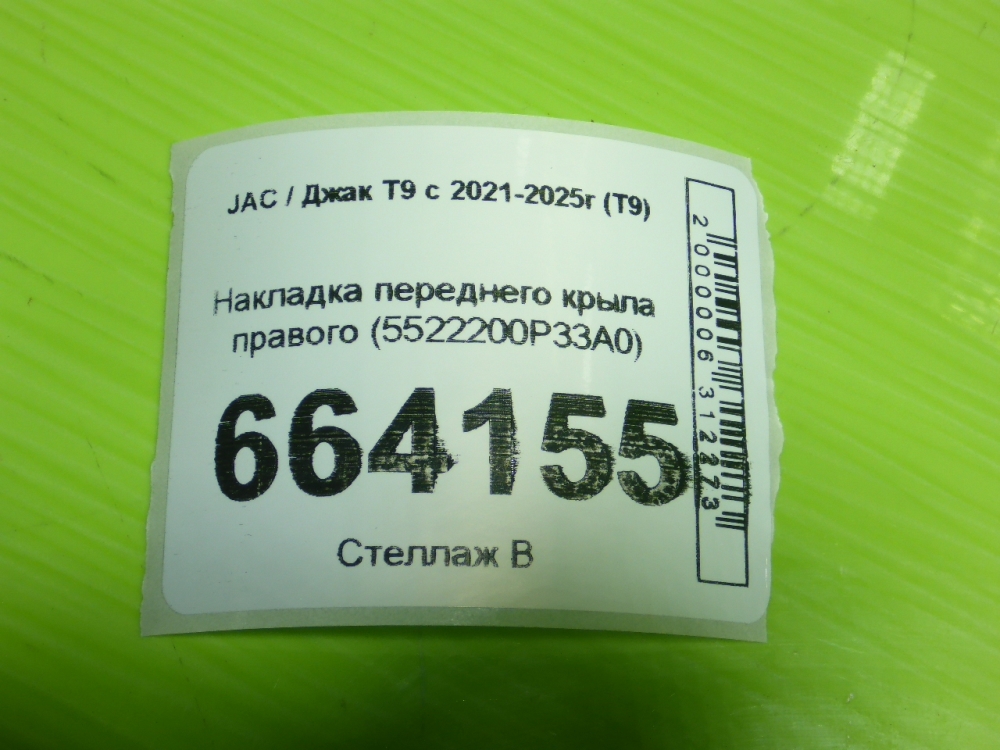 JAC / Джак T9 с 2021-2025г (T9)
Накладка переднего крыла
правого (5522200P33A0)
664155
Стеллаж B
2000006312273